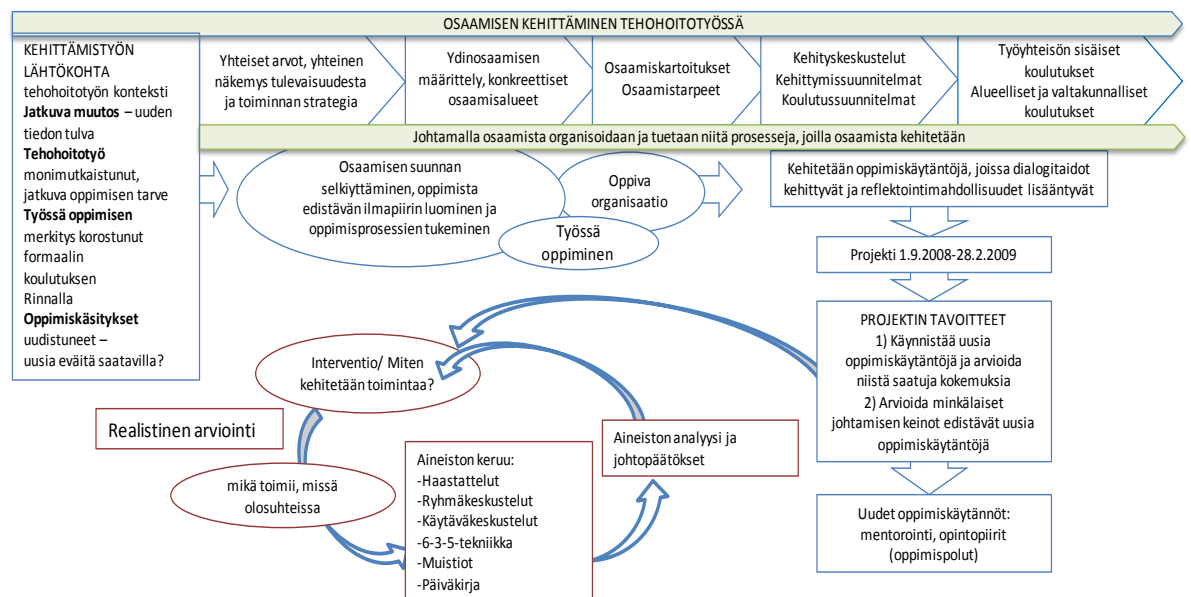 OSAAMISEN KEHITTÄMINEN TEHOHOITOTYÖSSÄ
KEHITTÄMISTYÖN
LÄHTÖKOHTA
tehohoitotyön konteksti
Jatkuva muutos – uuden
tiedon tulva
Tehohoitotyö
monimutkaistunut,
jatkuva oppimisen tarve
Työssä oppimisen
merkitys korostunut
formaalin
koulutuksen
Rinnalla
Oppimiskäsitykset
uudistuneet –
uusia eväitä saatavilla?
Yhteiset arvot, yhteinen
näkemys tulevaisuudesta
ja toiminnan strategia
Ydinosaamisen
määrittely, konkreettiset
osaamisalueet
Osaamiskartoitukset
Osaamistarpeet
Kehityskeskustelut
Kehittymissuunnitelmat
Koulutussuunnitelmat
Työyhteisön sisäiset
koulutukset
Alueelliset ja valtakunnalliset
koulutukset
Johtamalla osaamista organisoidaan ja tuetaan niitä prosesseja, joilla osaamista kehitetään
Osaamisen suunnan
selkiyttäminen, oppimista
edistävän ilmapiirin luominen ja
oppimisprosessien tukeminen
Oppiva
organisaatio
Työssä
oppiminen
Kehitetään oppimiskäytäntöjä, joissa dialogitaidot
kehittyvät ja reflektointimahdollisuudet lisääntyvät
Projekti 1.9.2008-28.2.2009
PROJEKTIN TAVOITTEET
1) Käynnistää uusia
oppimiskäytäntöjä ja arvioida
niistä saatuja kokemuksia
2) Arvioida minkälaiset
johtamisen keinot edistävät uusia
oppimiskäytäntöjä
Uudet oppimiskäytännöt:
mentorointi, opintopiirit
(oppimispolut)
Interventio/ Miten
kehitetään toimintaa?
Realistinen arviointi
mikä toimii, missä
olosuhteissa
Aineiston keruu:
-Haastattelut
-Ryhmäkeskustelut
-Käytäväkeskustelut
-6-3-5-tekniikka
-Muistiot
-Päiväkirja
Aineiston analyysi ja
johtopäätökset